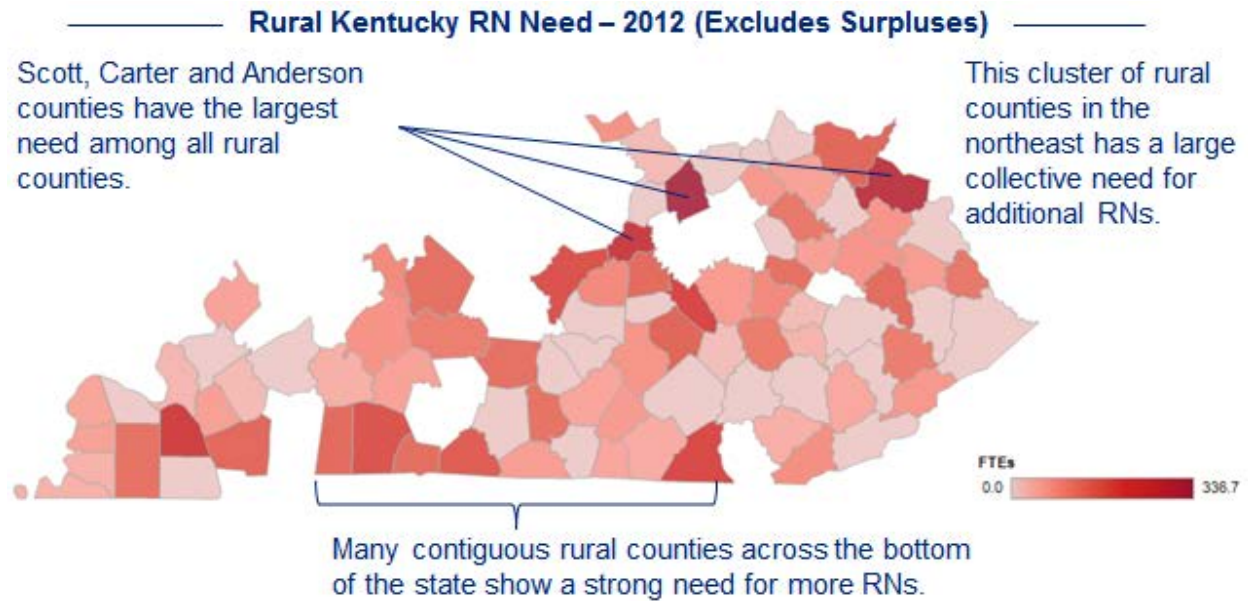 Rural Kentucky RN Need – 2012 (Excludes Surpluses)
Scott, Carter and Anderson
counties have the largest
need among all rural
counties.
This cluster of rural
counties in the
northeast has a large
collective need for
additional RNs.
FTEs
0.0 336.7
Many contiguous rural counties across the bottom
of the state show a strong need for more RNs.